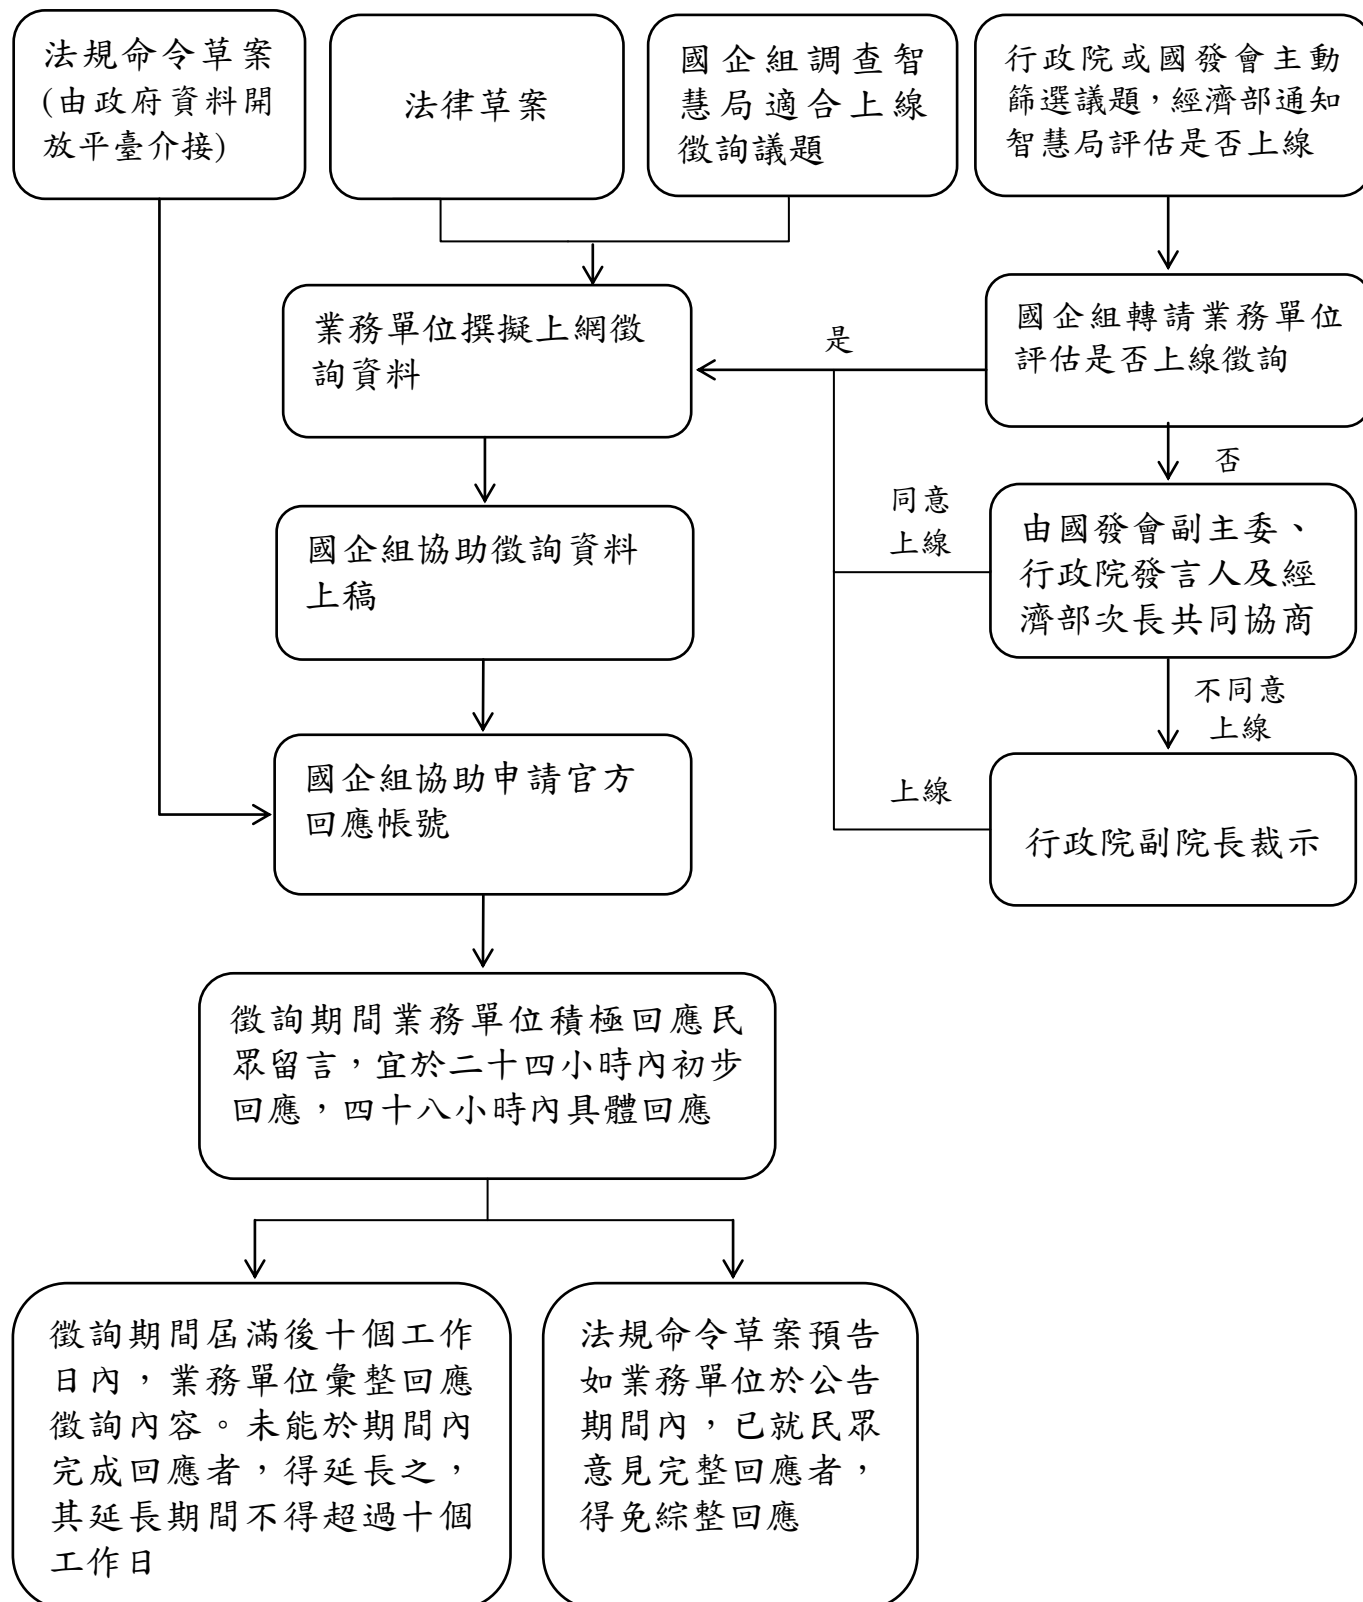 法規命令草案
(由政府資料開
放平臺介接)
法律草案
國企組調查智
慧局適合上線
徵詢議題
行政院或國發會主動
篩選議題，經濟部通知
智慧局評估是否上線
業務單位撰擬上網徵
詢資料
是
國企組轉請業務單位
評估是否上線徵詢
否
國企組協助徵詢資料
上稿
同意
上線
由國發會副主委、
行政院發言人及經
濟部次長共同協商
不同意
上線
國企組協助申請官方
回應帳號
上線
行政院副院長裁示
徵詢期間業務單位積極回應民
眾留言，宜於二十四小時內初步
回應，四十八小時內具體回應
徵詢期間屆滿後十個工作
日內，業務單位彙整回應
徵詢內容。未能於期間內
完成回應者，得延長之，
其延長期間不得超過十個
工作日
法規命令草案預告
如業務單位於公告
期間內，已就民眾
意見完整回應者，
得免綜整回應